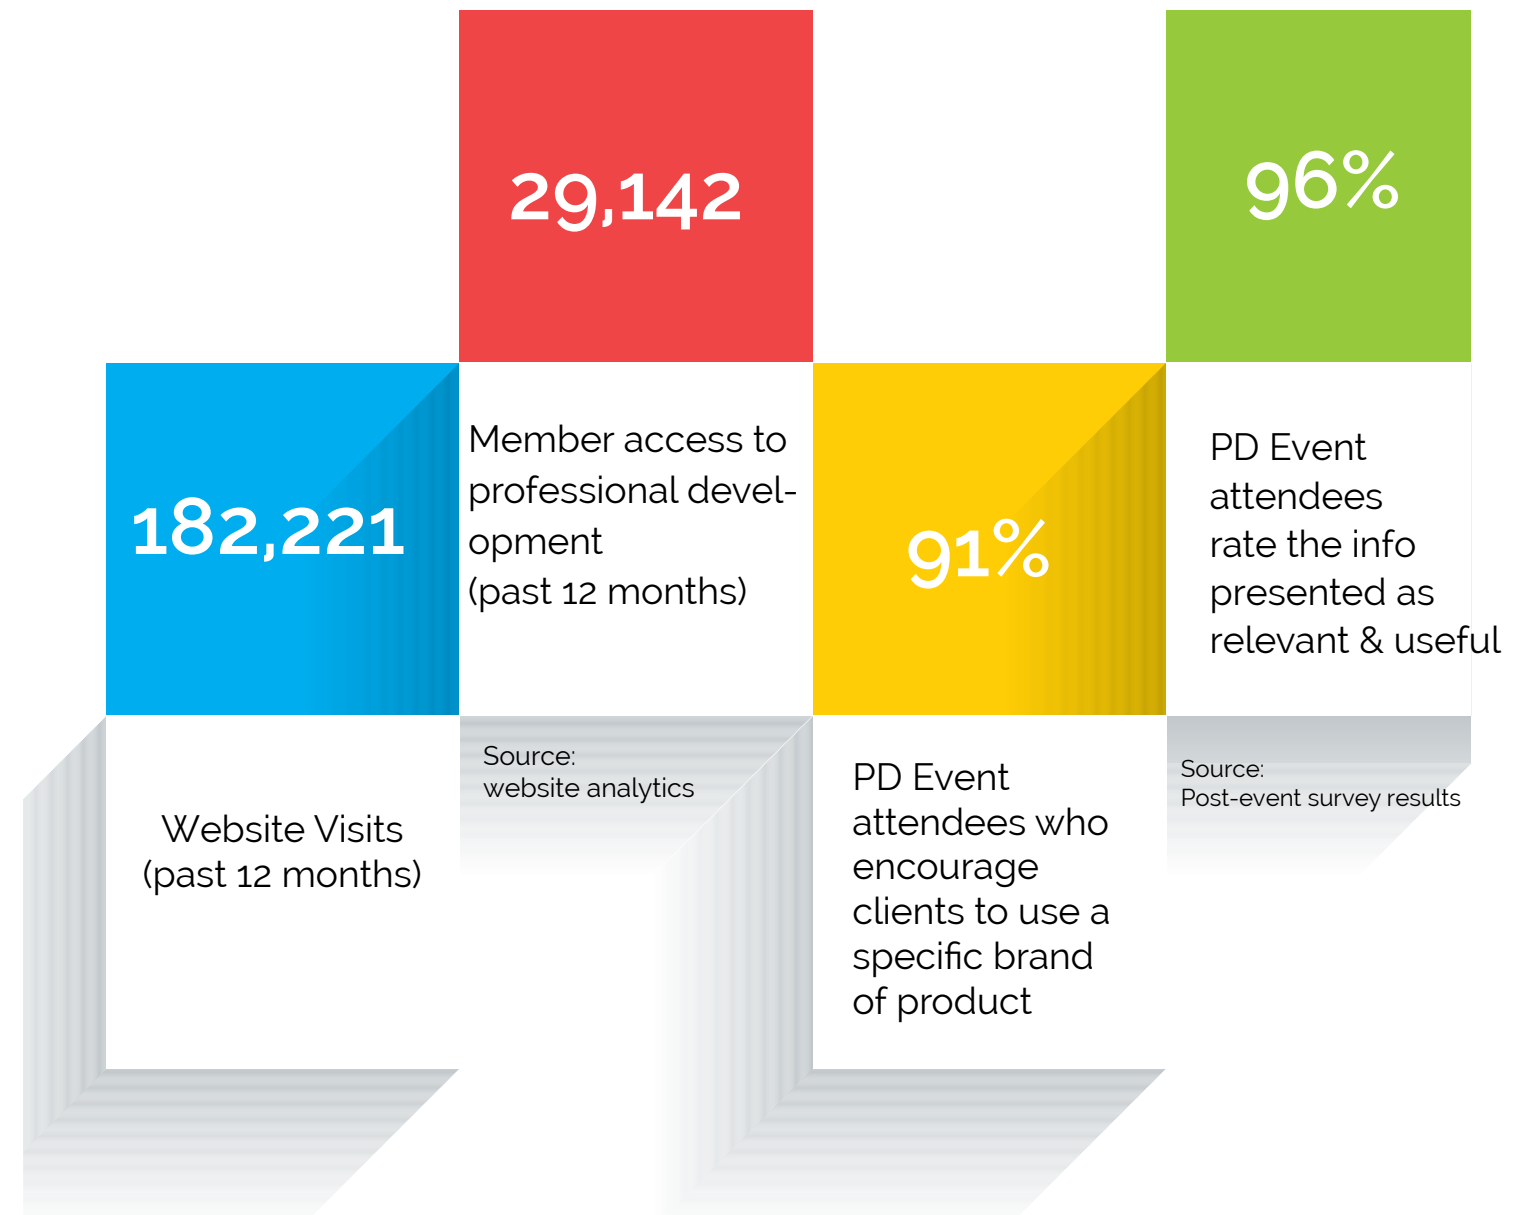 29,142
96%
182,221
Member access to
professional devel-
opment
(past 12 months)
91%
PD Event
attendees
rate the info
presented as
relevant & useful
Website Visits
(past 12 months)
Source:
website analytics
PD Event
attendees who
encourage
clients to use a
specific brand
of product
Source:
Post-event survey results